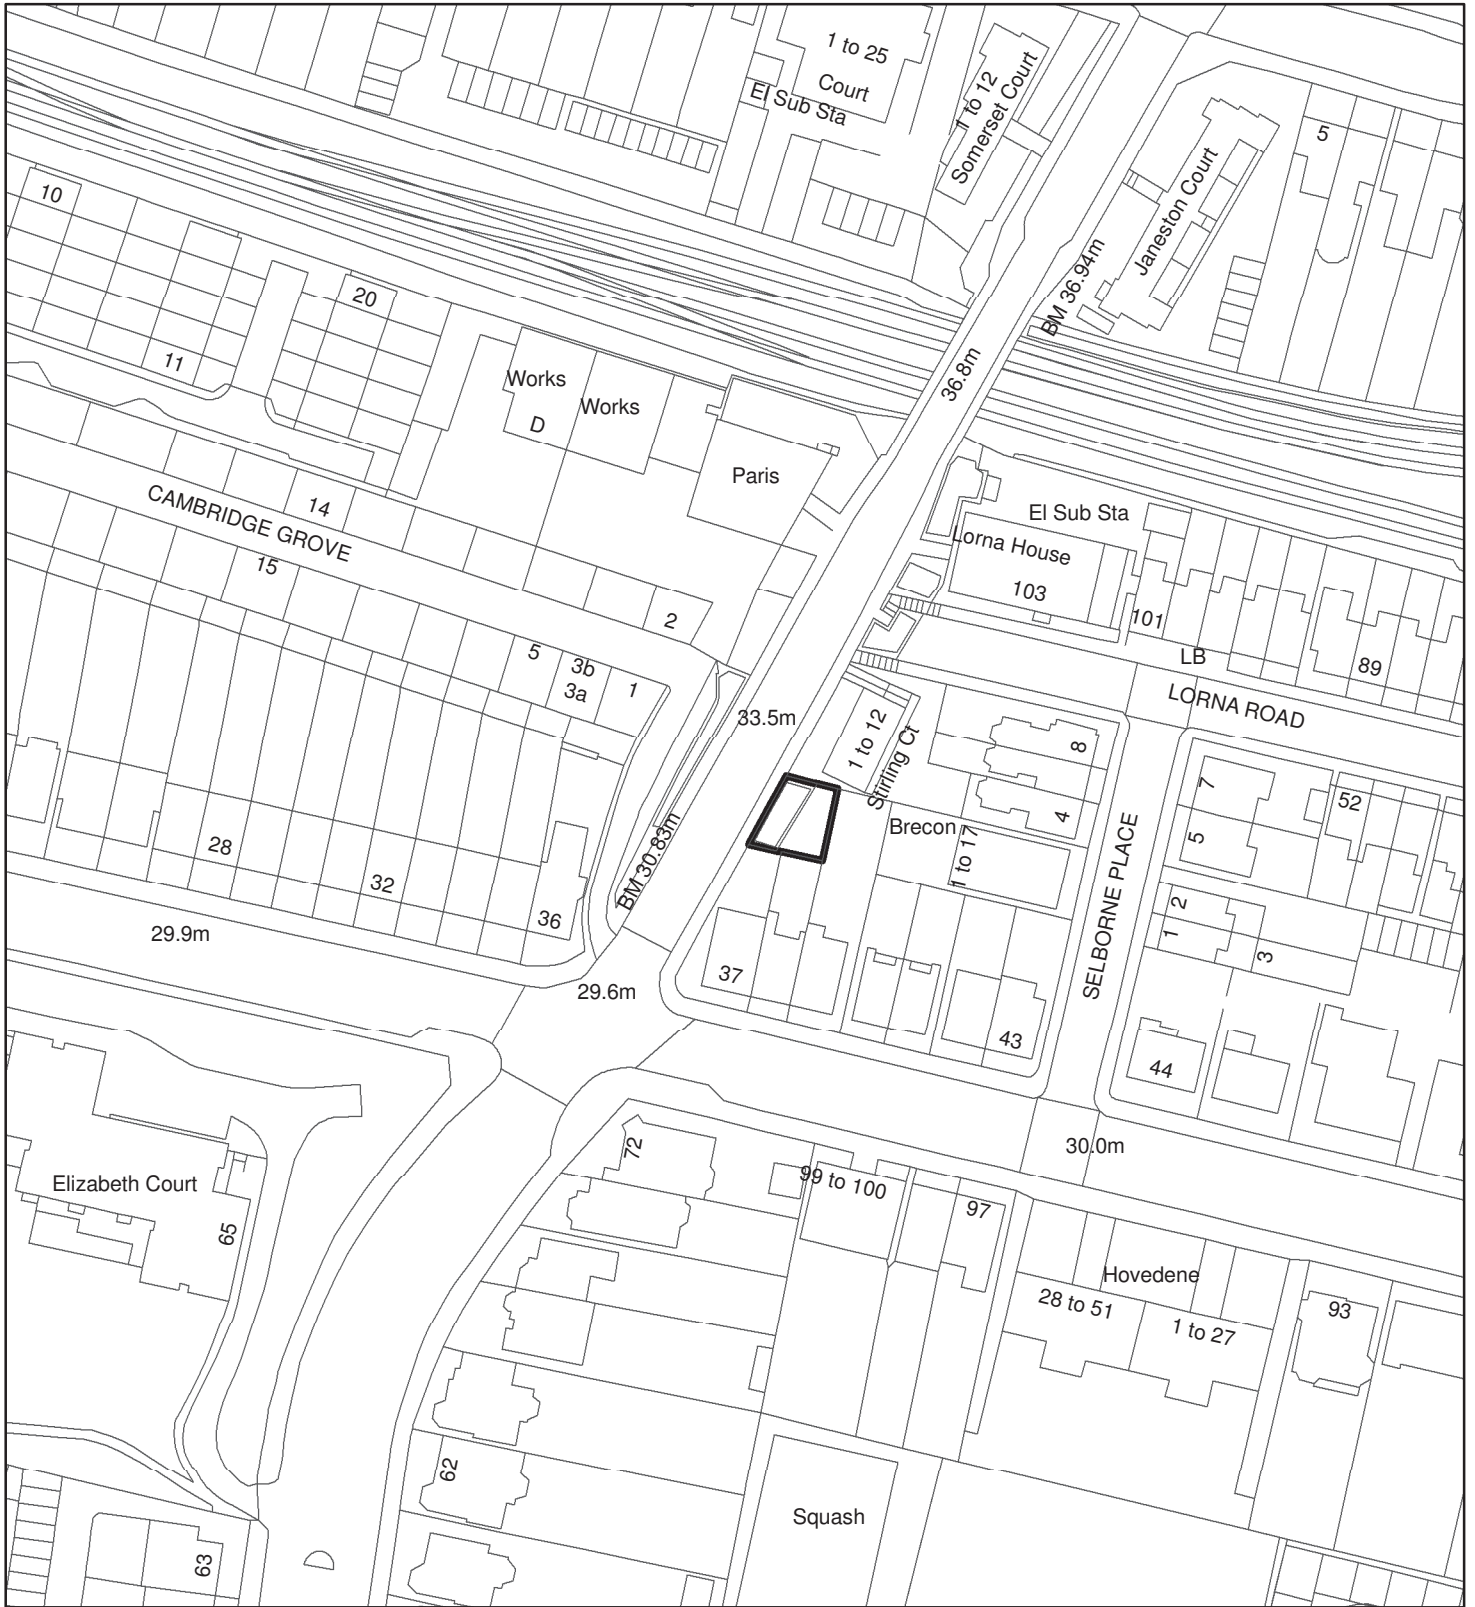 1 to 25
Court
El Sub Sta
1 to 12
Somerset Court
5
Janeston Court
BM 36.94m
10
20
11
36.8m
Works
Works
D
Paris
CAMBRIDGE GROVE
14
15
El Sub Sta
Lorna House
103
101
LB
89
LORNA ROAD
2
5
3b
3a
1
33.5m
1 to 12
Stirling Ct
8
4
7
5
52
Brecon
1 to 17
SELBORNE PLACE
BM 30.83m
28
32
36
29.9m
29.6m
37
43
2
1
3
44
30.0m
72
99 to 100
97
Elizabeth Court
65
Hovedene
28 to 51
1 to 27
93
62
Squash
63